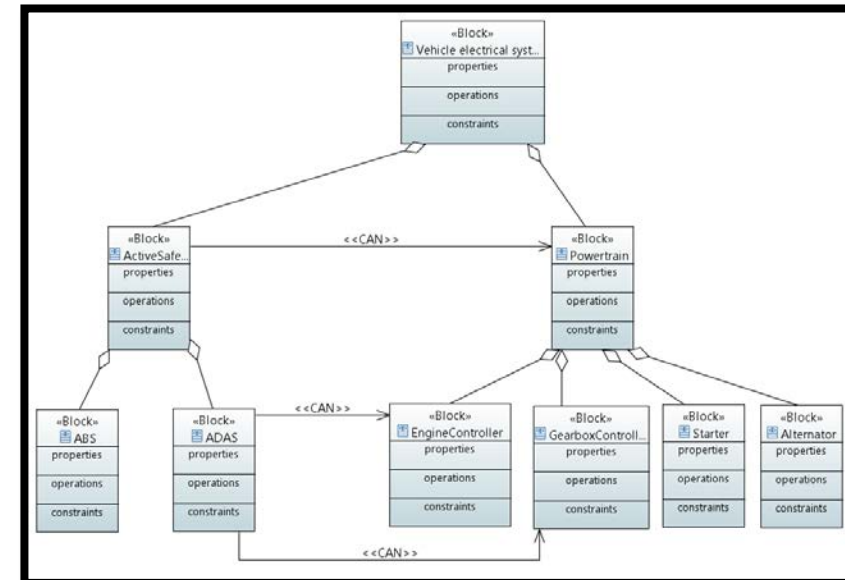 «Block»
Vehicle electrical syst...
properties
operations
constraints
«Block»
ActiveSafe...
properties
operations
constraints
<<CAN>>
«Block»
Powertrain
properties
operations
constraints
«Block»
ABS
properties
operations
constraints
«Block»
ADAS
properties
operations
constraints
<<CAN>>
«Block»
EngineController
properties
operations
constraints
«Block»
GearboxControll...
properties
operations
constraints
«Block»
Starter
properties
operations
constraints
«Block»
Alternator
properties
operations
constraints
<<CAN>>